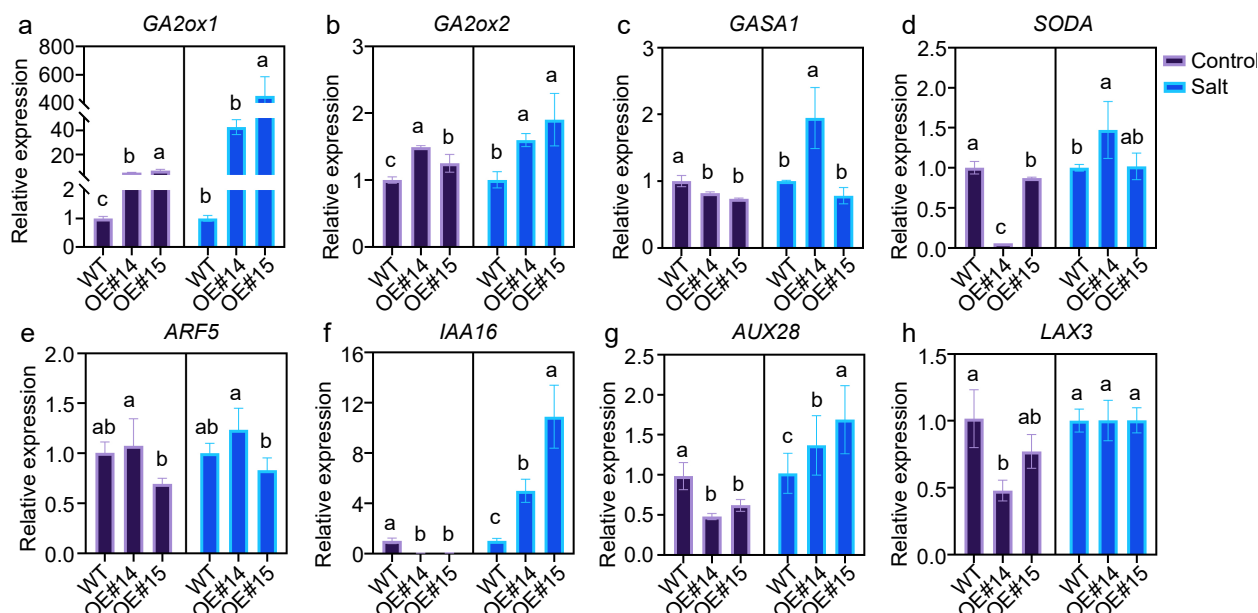 a GA2ox1
Relative expression
800
600
400
40
20
2
1
0
c b a b b a
WT OE#14 OE#15 WT OE#14 OE#15
b GA2ox2
Relative expression
3
2
1
0
c a b b a a
WT OE#14 OE#15 WT OE#14 OE#15
c GASA1
Relative expression
3
2
1
0
a b b b a b
WT OE#14 OE#15 WT OE#14 OE#15
d SODA
Relative expression
2.5
2.0
1.5
1.0
0.5
0.0
a c b b a ab
WT OE#14 OE#15 WT OE#14 OE#15
Control
Salt
e ARF5
Relative expression
2.0
1.5
1.0
0.5
0.0
ab a b ab a b
WT OE#14 OE#15 WT OE#14 OE#15
f IAA16
Relative expression
16
12
8
4
0
a b b c b a
WT OE#14 OE#15 WT OE#14 OE#15
g AUX28
Relative expression
2.5
2.0
1.5
1.0
0.5
0.0
a b b c b a
WT OE#14 OE#15 WT OE#14 OE#15
h LAX3
Relative expression
1.5
1.0
0.5
0.0
a b ab a a a
WT OE#14 OE#15 WT OE#14 OE#15